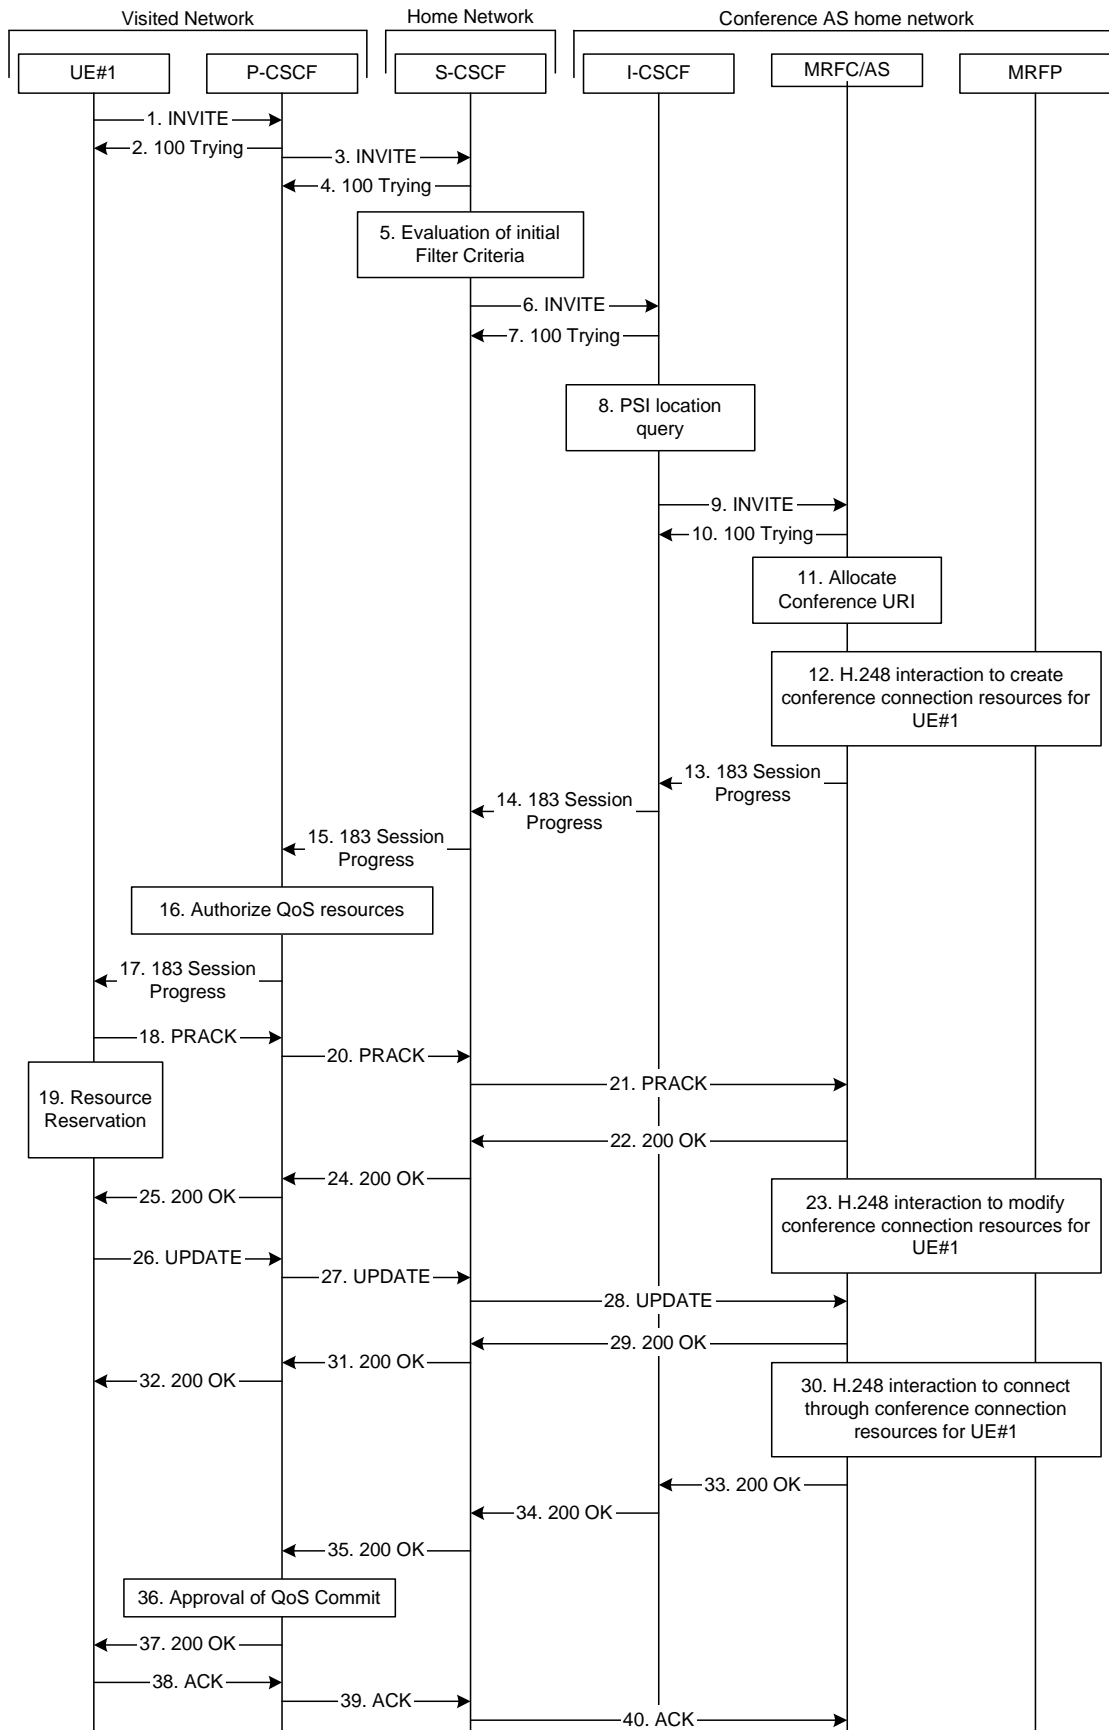 Visited Network
Home Network
Conference AS home network
UE#1
P-CSCF
S-CSCF
I-CSCF
MRFC/AS
MRFP
1. INVITE
2. 100 Trying
3. INVITE
4. 100 Trying
5. Evaluation of initial
Filter Criteria
6. INVITE
7. 100 Trying
8. PSI location
query
9. INVITE
10. 100 Trying
11. Allocate
Conference URI
12. H.248 interaction to create
conference connection resources for
UE#1
13. 183 Session
Progress
14. 183 Session
Progress
15. 183 Session
Progress
16. Authorize QoS resources
17. 183 Session
Progress
18. PRACK
19. Resource
Reservation
20. PRACK
21. PRACK
22. 200 OK
23. H.248 interaction to modify
conference connection resources for
UE#1
24. 200 OK
25. 200 OK
26. UPDATE
27. UPDATE
28. UPDATE
29. 200 OK
30. H.248 interaction to connect
through conference connection
resources for UE#1
31. 200 OK
32. 200 OK
33. 200 OK
34. 200 OK
35. 200 OK
36. Approval of QoS Commit
37. 200 OK
38. ACK
39. ACK
40. ACK